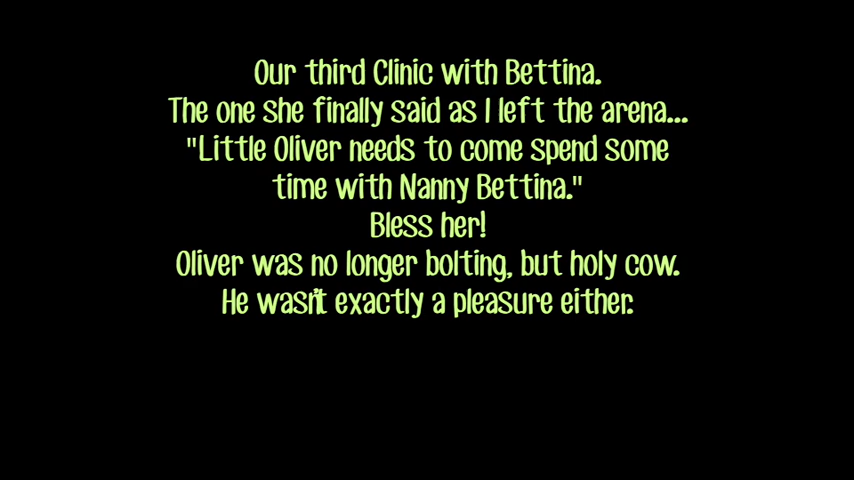 Our third Clinic with Bettina.
The one she finally said as I left the arena...
"Little Oliver needs to come spend some
time with Nanny Bettina."
Bless her!
Oliver was no longer bolting, but holy cow.
He wasn't exactly a pleasure either.